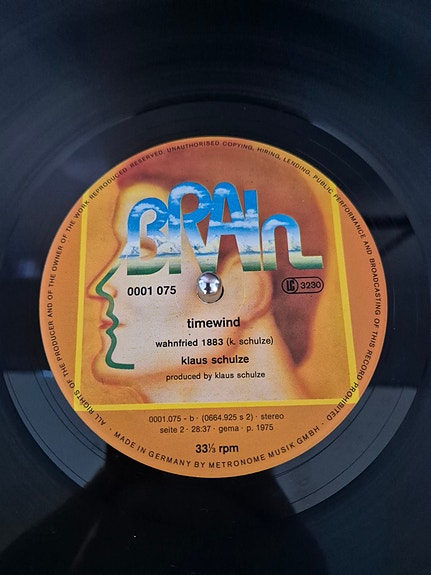 ALL RIGHTS OF THE PRODUCER AND OF THE OWNER OF THE WORK REPRODUCED RESERVED. UNAUTHORISED COPYING, HIRING, LENDING, PUBLIC PERFORMANCE AND BROADCASTING OF THIS RECORD PROHIBITED
BRAIN
0001 075
LC 3230
timewind
wahnfried 1883 (k. schulze)
klaus schulze
produced by klaus schulze
0001.075 - b · (0664.925 s 2) · stereo
seite 2 · 28:37 · gema · p. 1975
33⅓ rpm
· MADE IN GERMANY BY METRONOME MUSIK GMBH ·